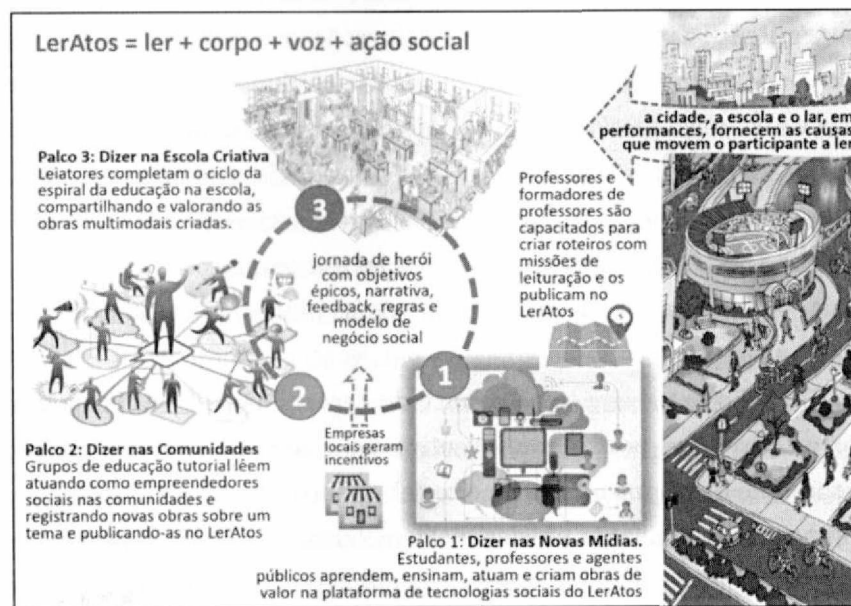 LerAtos = ler + corpo + voz + ação social
a cidade, a escola e o lar, em
performances, fornecem as causas
que movem o participante a ler
Palco 3: Dizer na Escola Criativa
Leiatores completam o ciclo da
espiral da educação na escola,
compartilhando e valorando as
obras multimodais criadas.
3
Professores e
formadores de
professores são
capacitados para
criar roteiros com
missões de
leituração e os
publicam no
LerAtos
jornada de herói
com objetivos
épicos, narrativa,
feedback, regras e
modelo de
negócio social
1
2
Empresas
locais geram
incentivos
Palco 2: Dizer nas Comunidades
Grupos de educação tutorial lêem
atuando como empreendedores
sociais nas comunidades e
registrando novas obras sobre um
tema e publicando-as no LerAtos
Palco 1: Dizer nas Novas Mídias.
Estudantes, professores e agentes
públicos aprendem, ensinam, atuam e criam obras de
valor na plataforma de tecnologias sociais do LerAtos